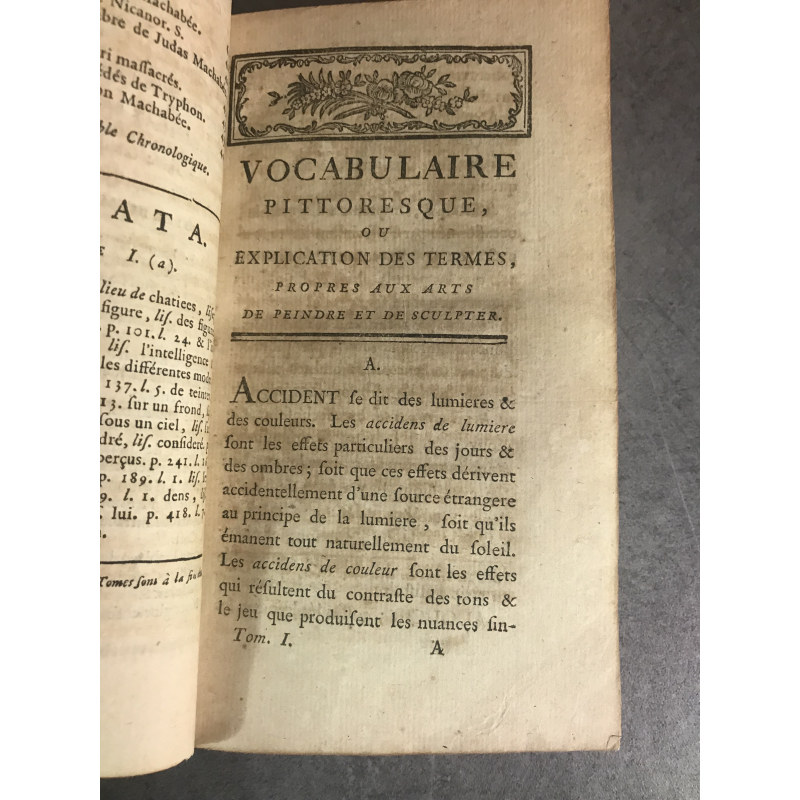 Machabée.
Nicanor. S.
bre de Judas Machab
ri maſſacrés.
édés de Tryphon.
on Machabée.
ble Chronologique.
ATA.
I. (a).
lieu de chatiees, liſ.
figure, liſ. des figu
p. 101. l. 24. &
liſ. l'intelligence
les différentes mod
137. l. 5. de teinte
13. ſur un frond,
ſous un ciel, liſ.
dré, liſ. conſidéré
perçus. p. 241. l.
p. 189. l. 1. liſ.
9. l. 1. dens,
lui. p. 418. l.
Tomes ſont à la fin
VOCABULAIRE
PITTORESQUE,
OU
EXPLICATION DES TERMES,
PROPRES AUX ARTS
DE PEINDRE ET DE SCULPTER.
A.
ACCIDENT ſe dit des lumieres &
des couleurs. Les accidens de lumiere
ſont les effets particuliers des jours &
des ombres ; ſoit que ces effets dérivent
accidentellement d'une ſource étrangere
au principe de la lumiere, ſoit qu'ils
émanent tout naturellement du ſoleil.
Les accidens de couleur ſont les effets
qui réſultent du contraſte des tons &
le jeu que produiſent les nuances ſin-
Tom. I. A